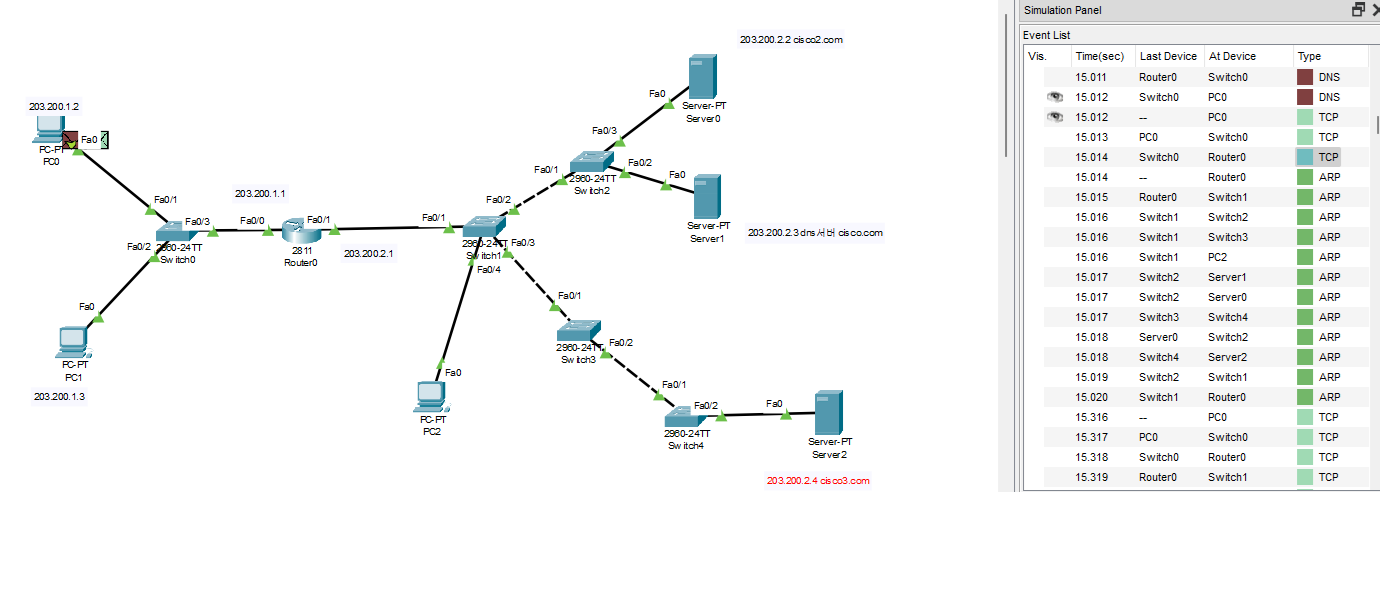 203.200.2.2 cisco2.com
Fa0
Server-PT
Server0
203.200.1.2
Fa0
PC-PT
PC0
Fa0/3
Fa0/1
Fa0/2
Fa0
2960-24TT
Switch2
Server-PT
Server1
203.200.2.3 dns 서버 cisco.com
203.200.1.1
Fa0/1
Fa0/3
Fa0/0
Fa0/1
Fa0/2
2960-24TT
Switch0
2811
Router0
203.200.2.1
Fa0/1
Fa0/2
Fa0/3
2960-24TT
Switch1
Fa0/4
Fa0
PC-PT
PC1
203.200.1.3
Fa0/1
2960-24TT
Switch3
Fa0/2
Fa0
PC-PT
PC2
Fa0/1
Fa0/2
Fa0
2960-24TT
Switch4
Server-PT
Server2
203.200.2.4 cisco3.com
Simulation Panel
Event List
Vis. Time(sec) Last Device At Device Type
15.011 Router0 Switch0 DNS
15.012 Switch0 PC0 DNS
15.012 -- PC0 TCP
15.013 PC0 Switch0 TCP
15.014 Switch0 Router0 TCP
15.014 -- Router0 ARP
15.015 Router0 Switch1 ARP
15.016 Switch1 Switch2 ARP
15.016 Switch1 Switch3 ARP
15.016 Switch1 PC2 ARP
15.017 Switch2 Server1 ARP
15.017 Switch2 Server0 ARP
15.017 Switch3 Switch4 ARP
15.018 Server0 Switch2 ARP
15.018 Switch4 Server2 ARP
15.019 Switch2 Switch1 ARP
15.020 Switch1 Router0 ARP
15.316 -- PC0 TCP
15.317 PC0 Switch0 TCP
15.318 Switch0 Router0 TCP
15.319 Router0 Switch1 TCP